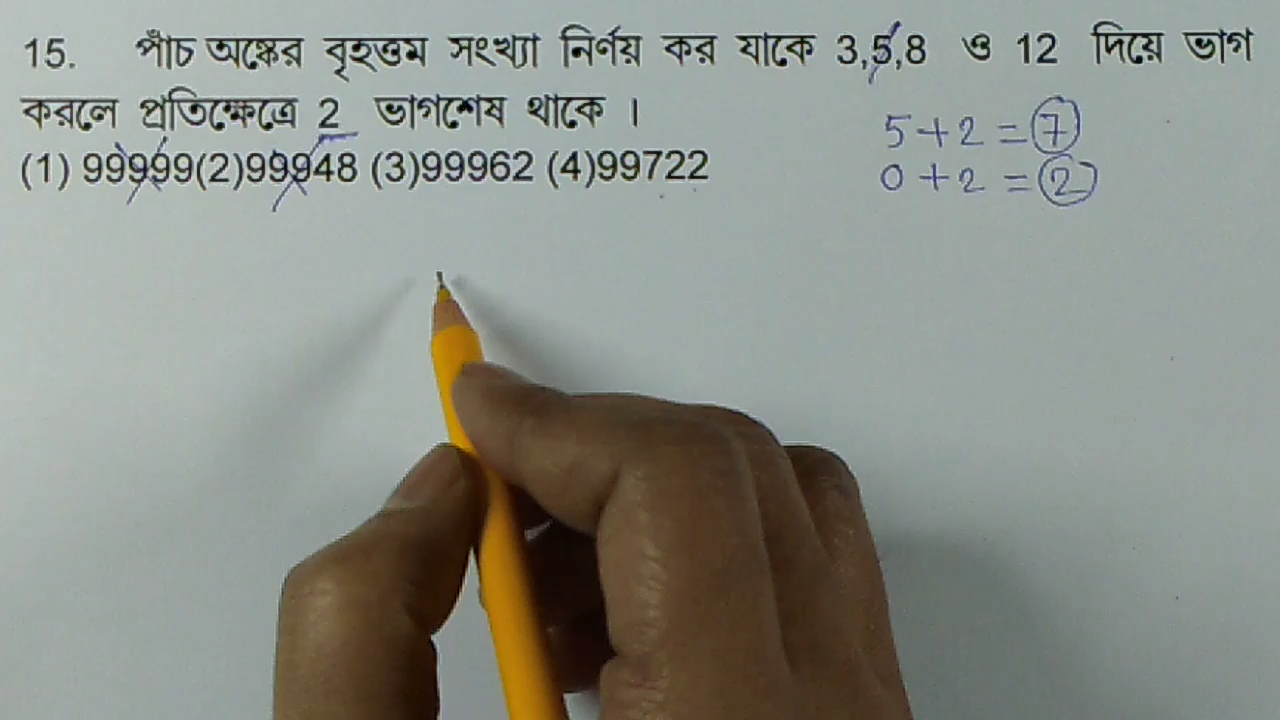 15. পাঁচ অঙ্কের বৃহত্তম সংখ্যা নির্ণয় কর যাকে 3,5,8 ও 12 দিয়ে ভাগ
করলে প্রতিক্ষেত্রে 2 ভাগশেষ থাকে ।
(1) 99999(2)99948 (3)99962 (4)99722
5+2=7
0+2=2